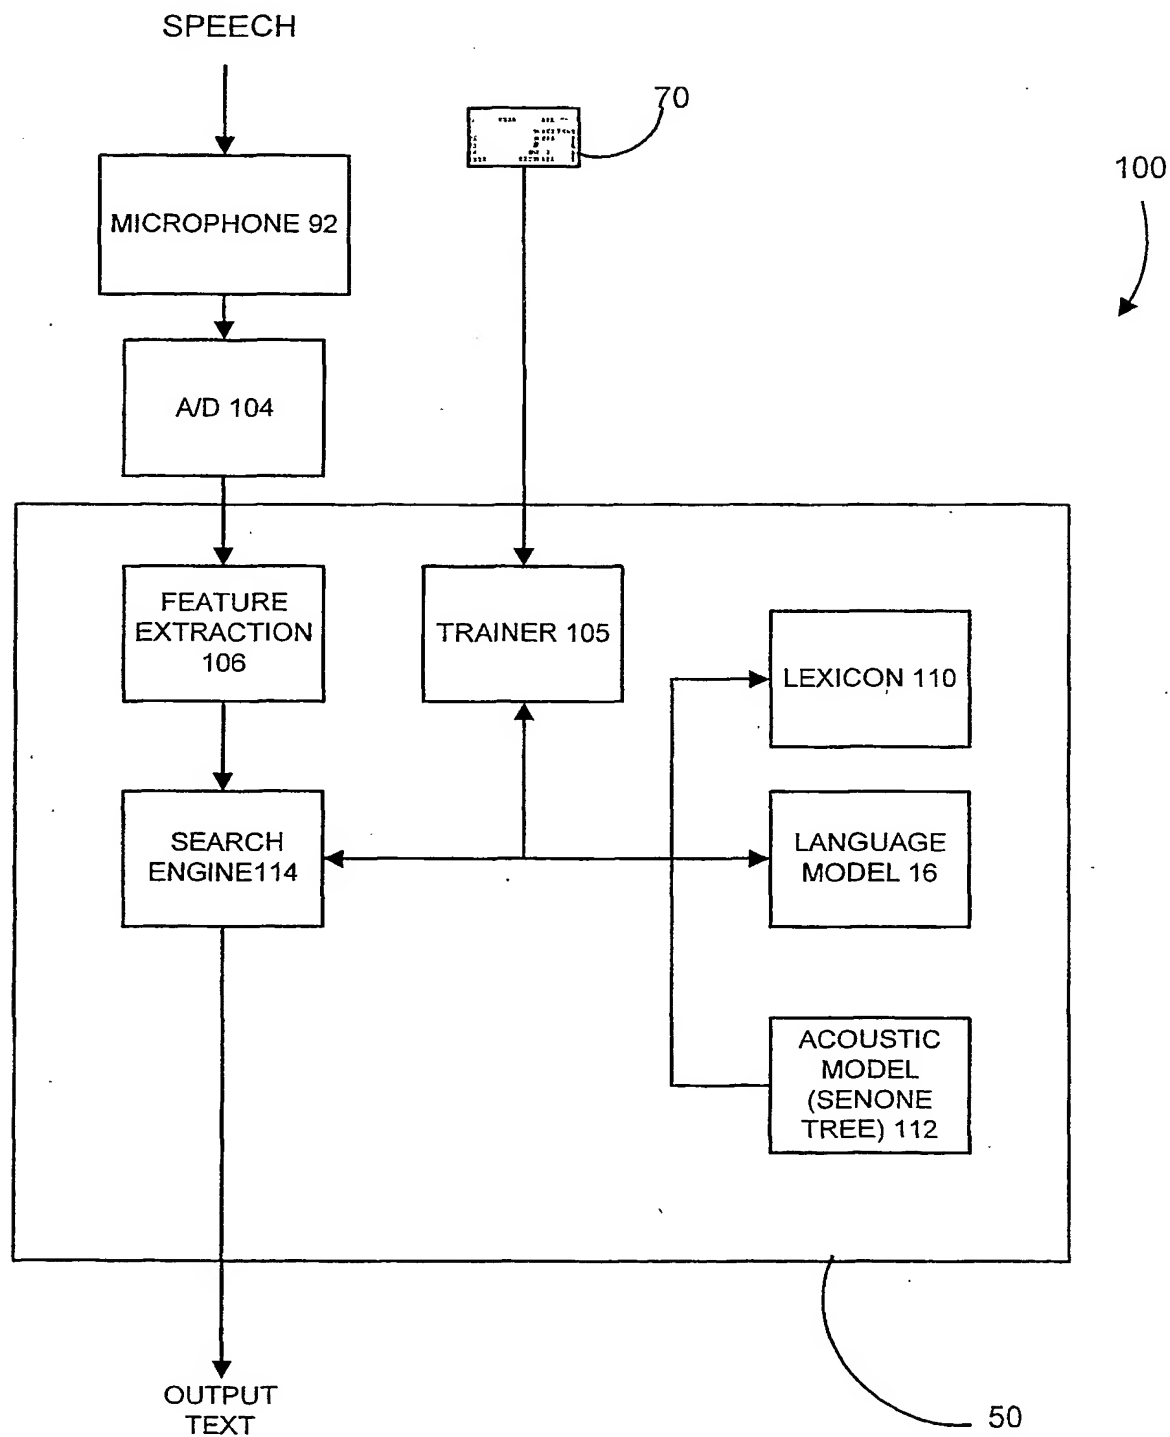 SPEECH
70
100
MICROPHONE 92
A/D 104
FEATURE
EXTRACTION
106
TRAINER 105
LEXICON 110
SEARCH
ENGINE114
LANGUAGE
MODEL 16
ACOUSTIC
MODEL
(SENONE
TREE) 112
OUTPUT
TEXT
50